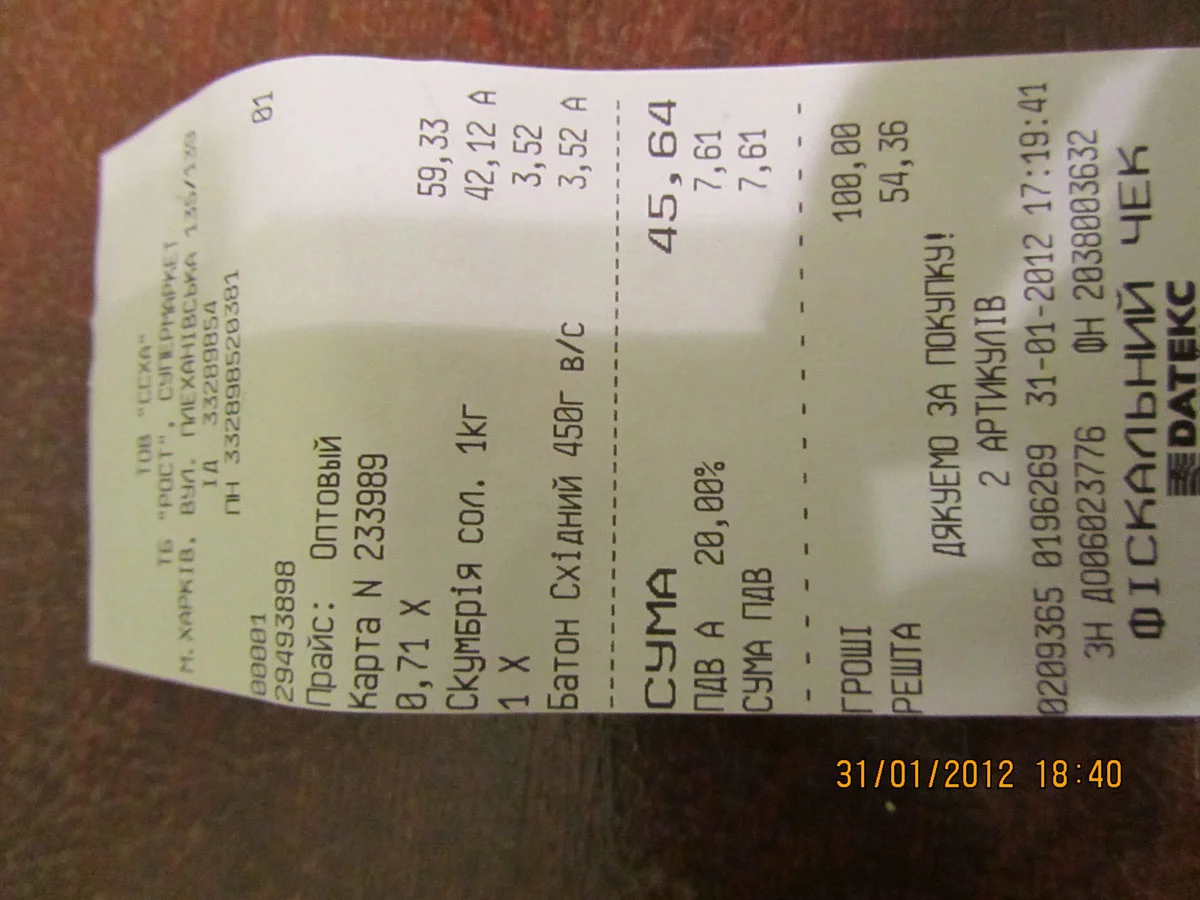 ТОВ "ССХА"
ТБ "РОСТ", СУПЕРМАРКЕТ
М.ХАРКІВ, ВУЛ. ПЛЕХАНІВСЬКА
ІД 33289854
ПН 332898520381
00001 01
29493898
Прайс: Оптовый
Карта N 233989
0,71 X 59,33
Скумбрія сол. 1кг 42,12 А
1 X 3,52
Батон Східний 450г в/с 3,52 А
СУМА 45,64
ПДВ А 20,00% 7,61
СУМА ПДВ 7,61
ГРОШІ 100,00
РЕШТА 54,36
ДЯКУЕМО ЗА ПОКУПКУ!
2 АРТИКУЛІВ
0209365 0196269 31-01-2012 17:19:41
ЗН ДО06023776 ФН 2038003632
ФІСКАЛЬНИЙ ЧЕК
DATEKC
31/01/2012 18:40